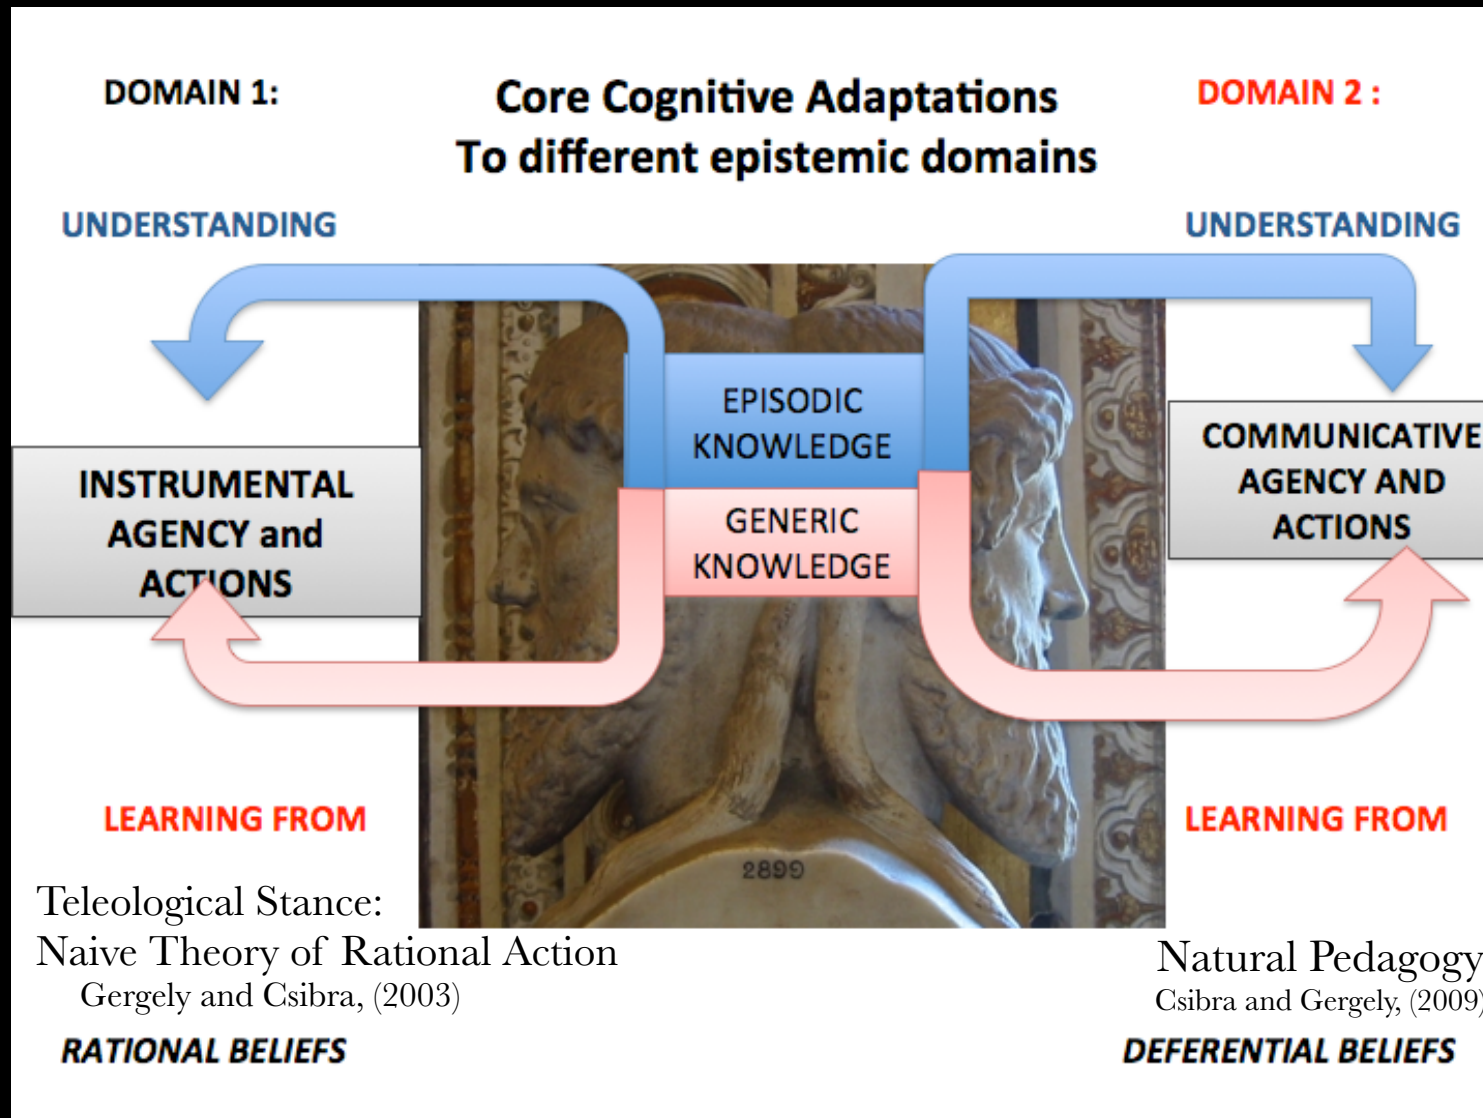 DOMAIN 1:
Core Cognitive Adaptations
To different epistemic domains
DOMAIN 2 :
UNDERSTANDING
UNDERSTANDING
EPISODIC
KNOWLEDGE
GENERIC
KNOWLEDGE
INSTRUMENTAL
AGENCY and
ACTIONS
COMMUNICATIVE
AGENCY AND
ACTIONS
LEARNING FROM
LEARNING FROM
2899
Teleological Stance:
Naive Theory of Rational Action
Gergely and Csibra, (2003)
RATIONAL BELIEFS
Natural Pedagogy
Csibra and Gergely, (2009)
DEFERENTIAL BELIEFS